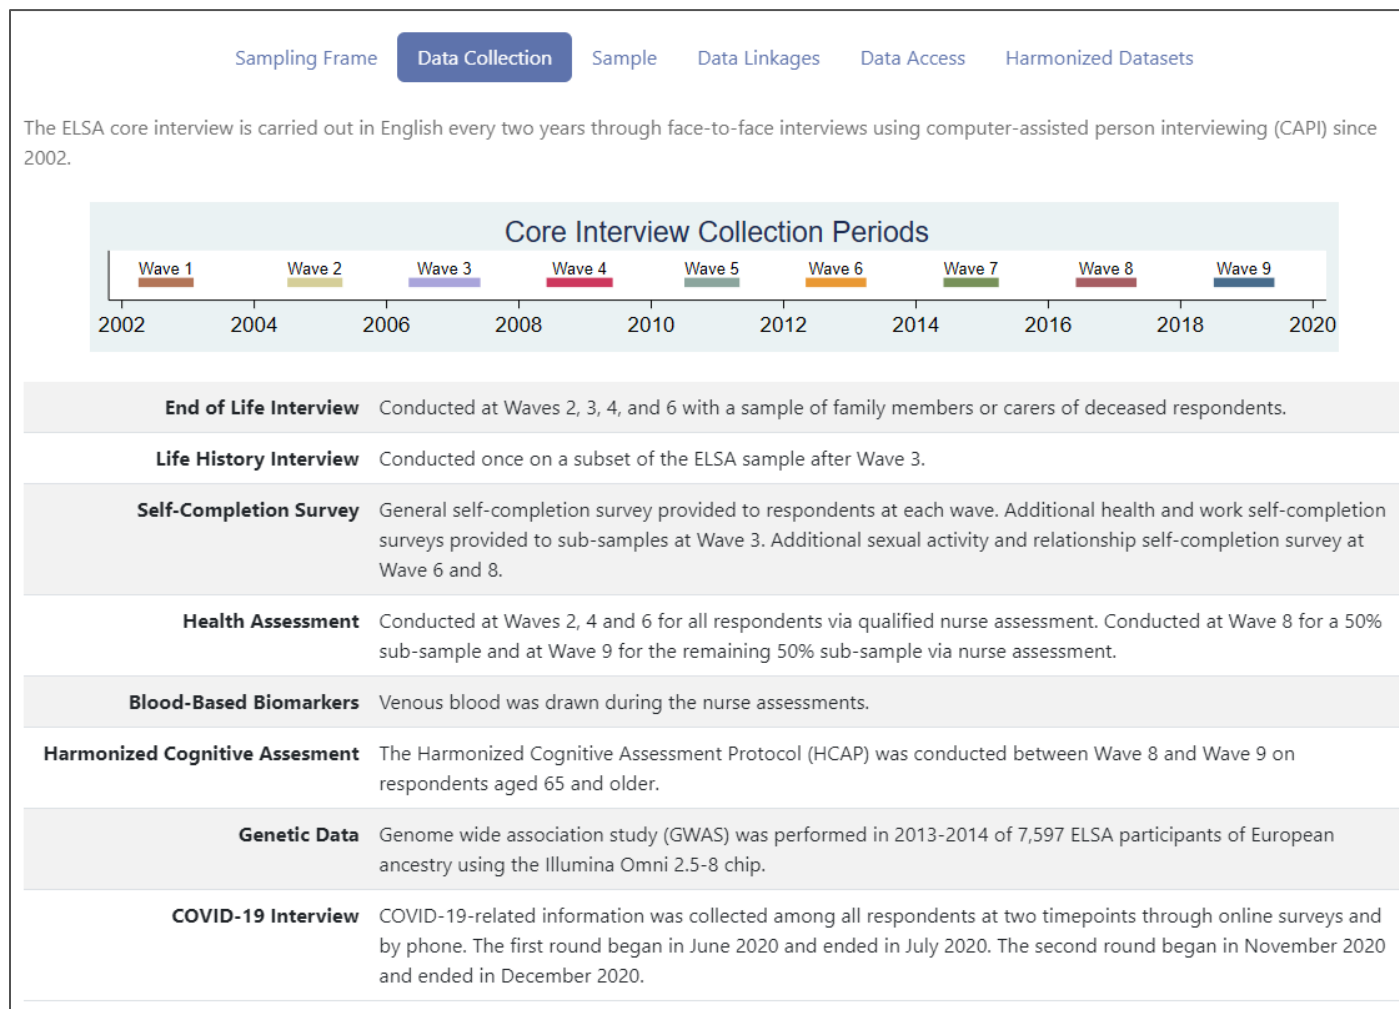 Sampling Frame Data Collection Sample Data Linkages Data Access Harmonized Datasets
The ELSA core interview is carried out in English every two years through face-to-face interviews using computer-assisted person interviewing (CAPI) since
2002.
Core Interview Collection Periods
Wave 1 Wave 2 Wave 3 Wave 4 Wave 5 Wave 6 Wave 7 Wave 8 Wave 9
2002 2004 2006 2008 2010 2012 2014 2016 2018 2020
End of Life Interview Conducted at Waves 2, 3, 4, and 6 with a sample of family members or carers of deceased respondents.
Life History Interview Conducted once on a subset of the ELSA sample after Wave 3.
Self-Completion Survey General self-completion survey provided to respondents at each wave. Additional health and work self-completion
surveys provided to sub-samples at Wave 3. Additional sexual activity and relationship self-completion survey at
Wave 6 and 8.
Health Assessment Conducted at Waves 2, 4 and 6 for all respondents via qualified nurse assessment. Conducted at Wave 8 for a 50%
sub-sample and at Wave 9 for the remaining 50% sub-sample via nurse assessment.
Blood-Based Biomarkers Venous blood was drawn during the nurse assessments.
Harmonized Cognitive Assesment The Harmonized Cognitive Assessment Protocol (HCAP) was conducted between Wave 8 and Wave 9 on
respondents aged 65 and older.
Genetic Data Genome wide association study (GWAS) was performed in 2013-2014 of 7,597 ELSA participants of European
ancestry using the Illumina Omni 2.5-8 chip.
COVID-19 Interview COVID-19-related information was collected among all respondents at two timepoints through online surveys and
by phone. The first round began in June 2020 and ended in July 2020. The second round began in November 2020
and ended in December 2020.